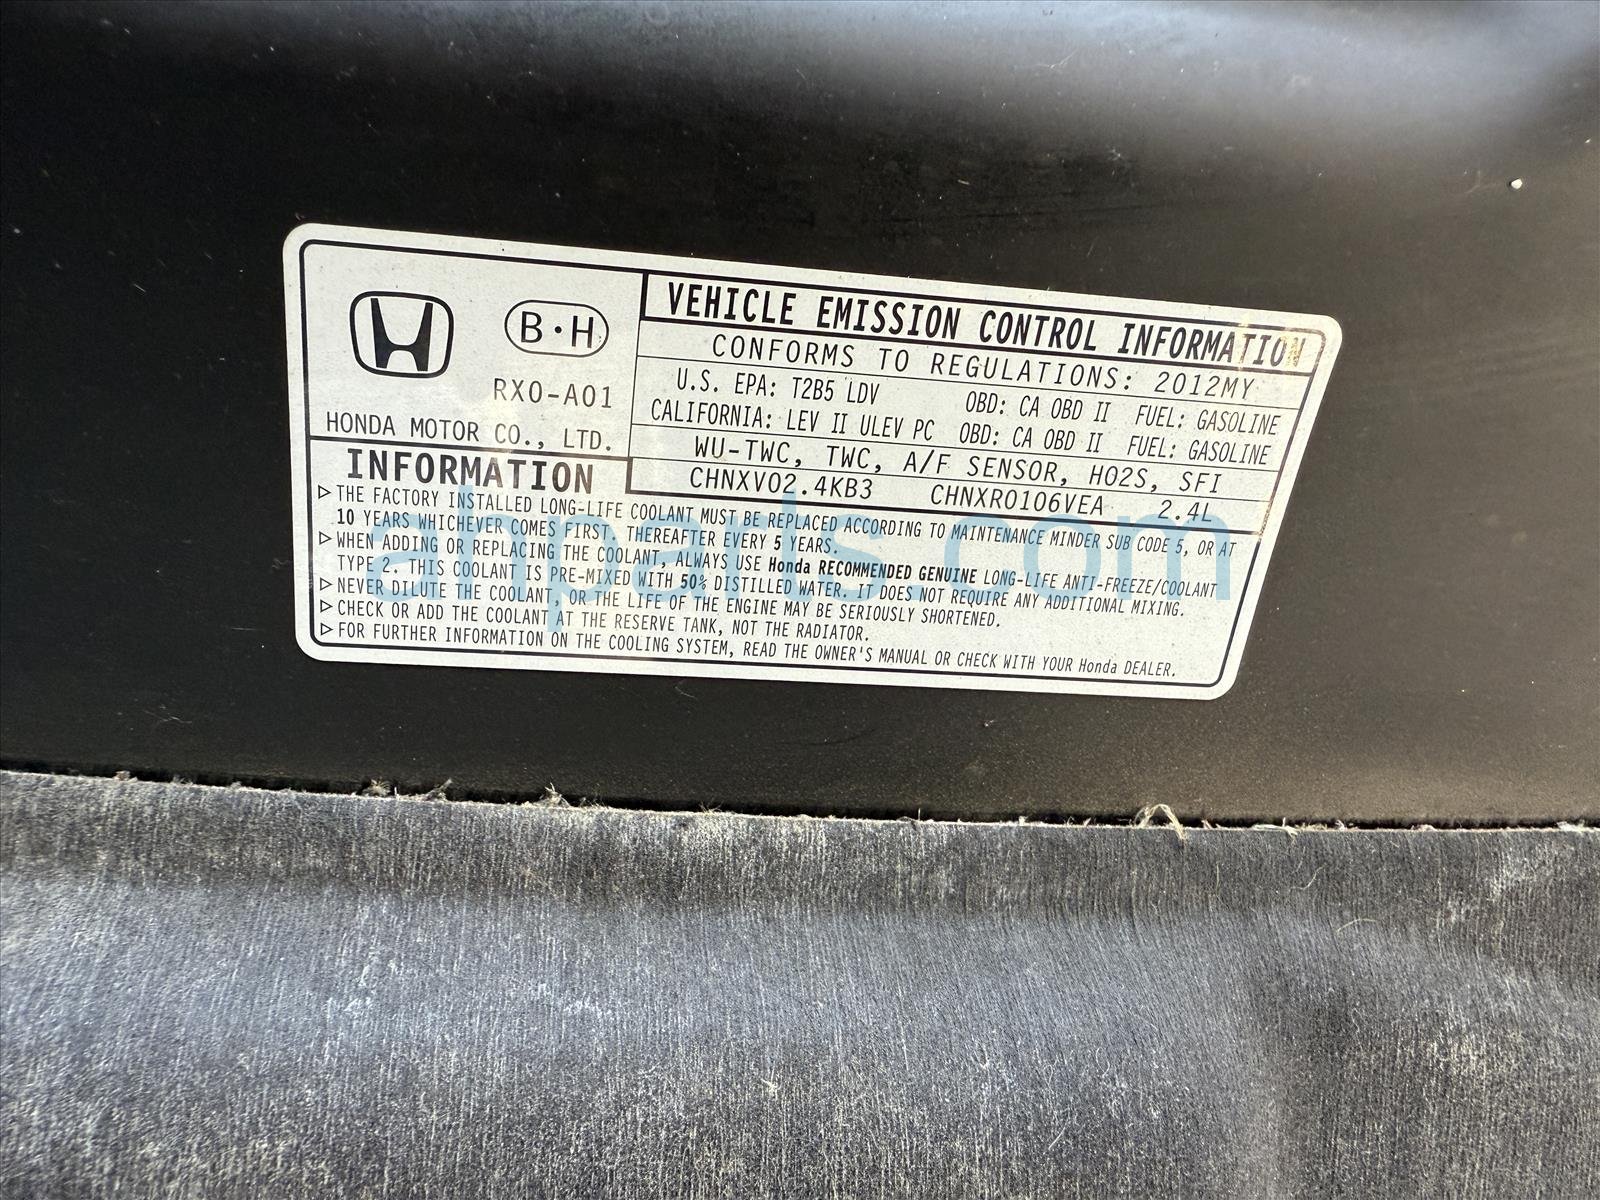 VEHICLE EMISSION CONTROL INFORMATION
B·H
RX0-A01
HONDA MOTOR CO., LTD.
CONFORMS TO REGULATIONS: 2012MY
U.S. EPA: T2B5 LDV OBD: CA OBD II FUEL: GASOLINE
CALIFORNIA: LEV II ULEV PC OBD: CA OBD II FUEL: GASOLINE
WU-TWC, TWC, A/F SENSOR, HO2S, SFI
CHNXV02.4KB3 CHNXR0106VEA 2.4L
INFORMATION
▷THE FACTORY INSTALLED LONG-LIFE COOLANT MUST BE REPLACED ACCORDING TO MAINTENANCE MINDER SUB CODE 5, OR AT
10 YEARS WHICHEVER COMES FIRST, THEREAFTER EVERY 5 YEARS.
▷WHEN ADDING OR REPLACING THE COOLANT, ALWAYS USE Honda RECOMMENDED GENUINE LONG-LIFE ANTI-FREEZE/COOLANT
TYPE 2. THIS COOLANT IS PRE-MIXED WITH 50% DISTILLED WATER. IT DOES NOT REQUIRE ANY ADDITIONAL MIXING.
▷NEVER DILUTE THE COOLANT, OR THE LIFE OF THE ENGINE MAY BE SERIOUSLY SHORTENED.
▷CHECK OR ADD THE COOLANT AT THE RESERVE TANK, NOT THE RADIATOR.
▷FOR FURTHER INFORMATION ON THE COOLING SYSTEM, READ THE OWNER'S MANUAL OR CHECK WITH YOUR Honda DEALER.
ahparts.com